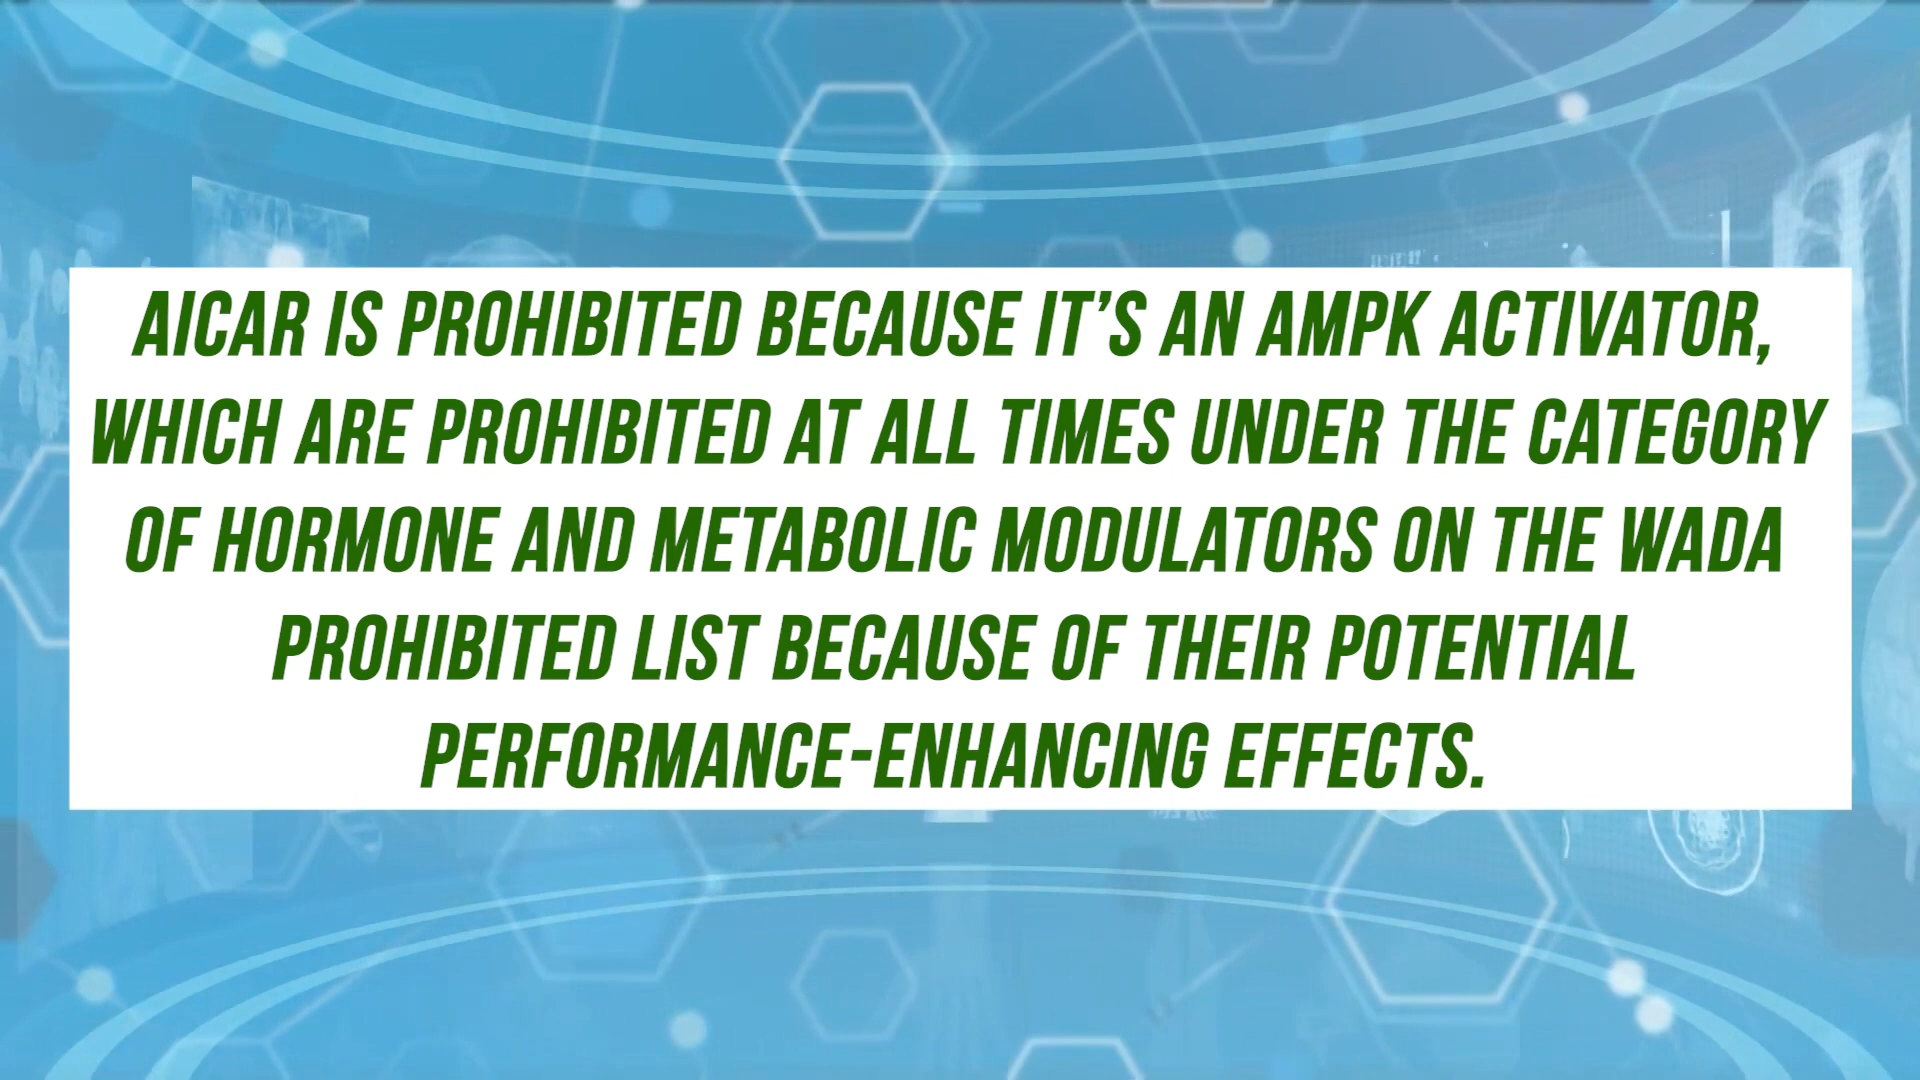 AICAR IS PROHIBITED BECAUSE IT’S AN AMPK ACTIVATOR,
WHICH ARE PROHIBITED AT ALL TIMES UNDER THE CATEGORY
OF HORMONE AND METABOLIC MODULATORS ON THE WADA
PROHIBITED LIST BECAUSE OF THEIR POTENTIAL
PERFORMANCE-ENHANCING EFFECTS.